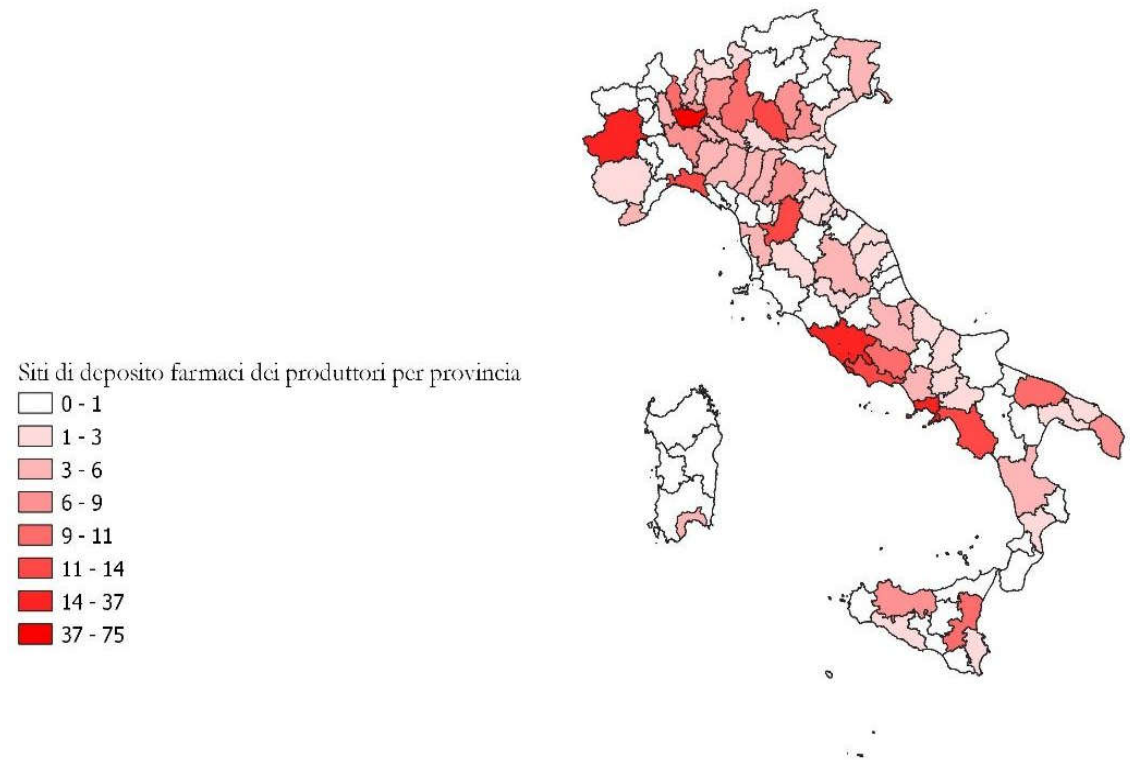 Siti di deposito farmaci dei produttori per provincia
0 - 1
1 - 3
3 - 6
6 - 9
9 - 11
11 - 14
14 - 37
37 - 75